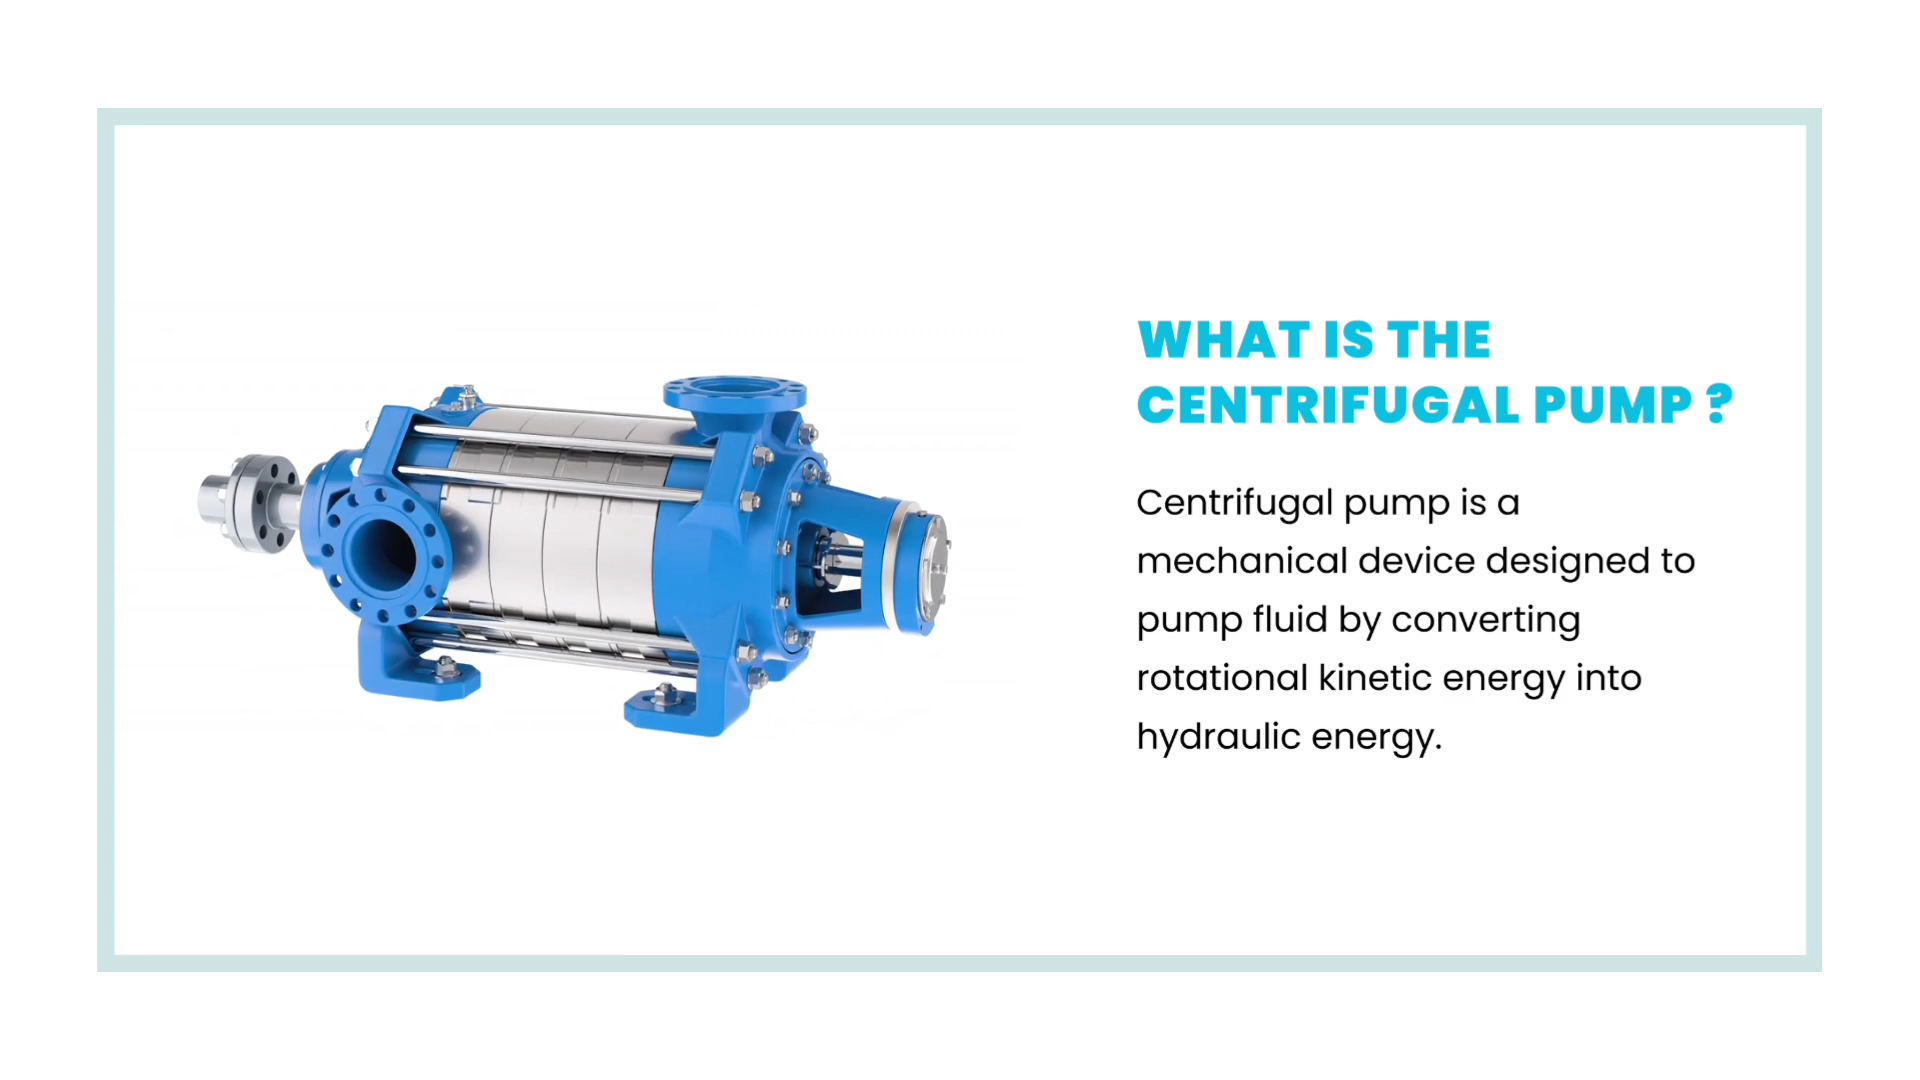 WHAT IS THE
CENTRIFUGAL PUMP ?
Centrifugal pump is a
mechanical device designed to
pump fluid by converting
rotational kinetic energy into
hydraulic energy.